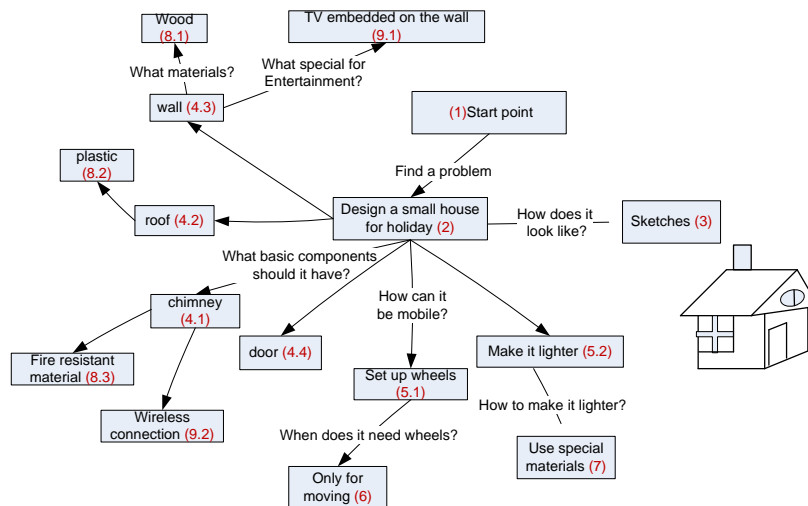 Wood
(8.1)
TV embedded on the wall
(9.1)
What materials?
What special for
Entertainment?
wall (4.3)
(1)Start point
plastic
(8.2)
Find a problem
roof (4.2)
Design a small house
for holiday (2)
How does it
look like?
Sketches (3)
What basic components
should it have?
chimney
(4.1)
How can it
be mobile?
Fire resistant
material (8.3)
door (4.4)
Set up wheels
(5.1)
Make it lighter (5.2)
Wireless
connection (9.2)
When does it need wheels?
How to make it lighter?
Only for
moving (6)
Use special
materials (7)